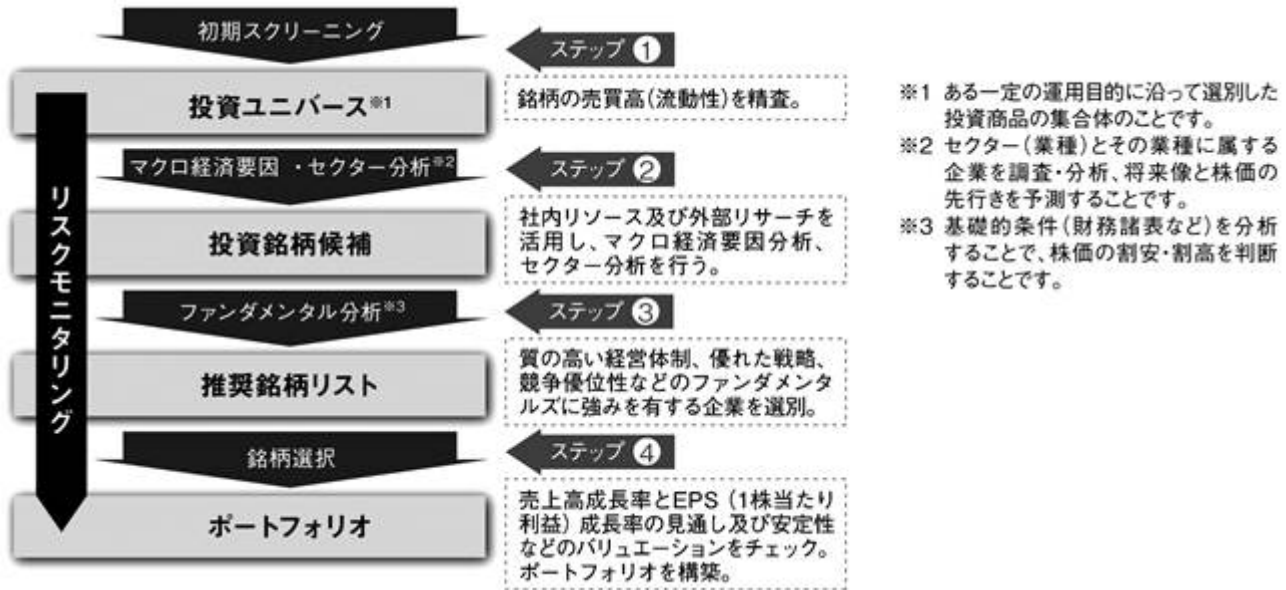 初期スクリーニング
ステップ ①
投資ユニバース※1
銘柄の売買高(流動性)を精査。
マクロ経済要因 ・セクター分析※2
ステップ ②
投資銘柄候補
社内リソース及び外部リサーチを
活用し、マクロ経済要因分析、
セクター分析を行う。
ファンダメンタル分析※3
ステップ ③
推奨銘柄リスト
質の高い経営体制、優れた戦略、
競争優位性などのファンダメンタ
ルズに強みを有する企業を選別。
銘柄選択
ステップ ④
ポートフォリオ
売上高成長率とEPS (1株当たり
利益) 成長率の見通し及び安定性
などのバリュエーションをチェック。
ポートフォリオを構築。
リスクモニタリング
※1 ある一定の運用目的に沿って選別した
投資商品の集合体のことです。
※2 セクター(業種)とその業種に属する
企業を調査・分析、将来像と株価の
先行きを予測することです。
※3 基礎的条件(財務諸表など)を分析
することで、株価の割安・割高を判断
することです。